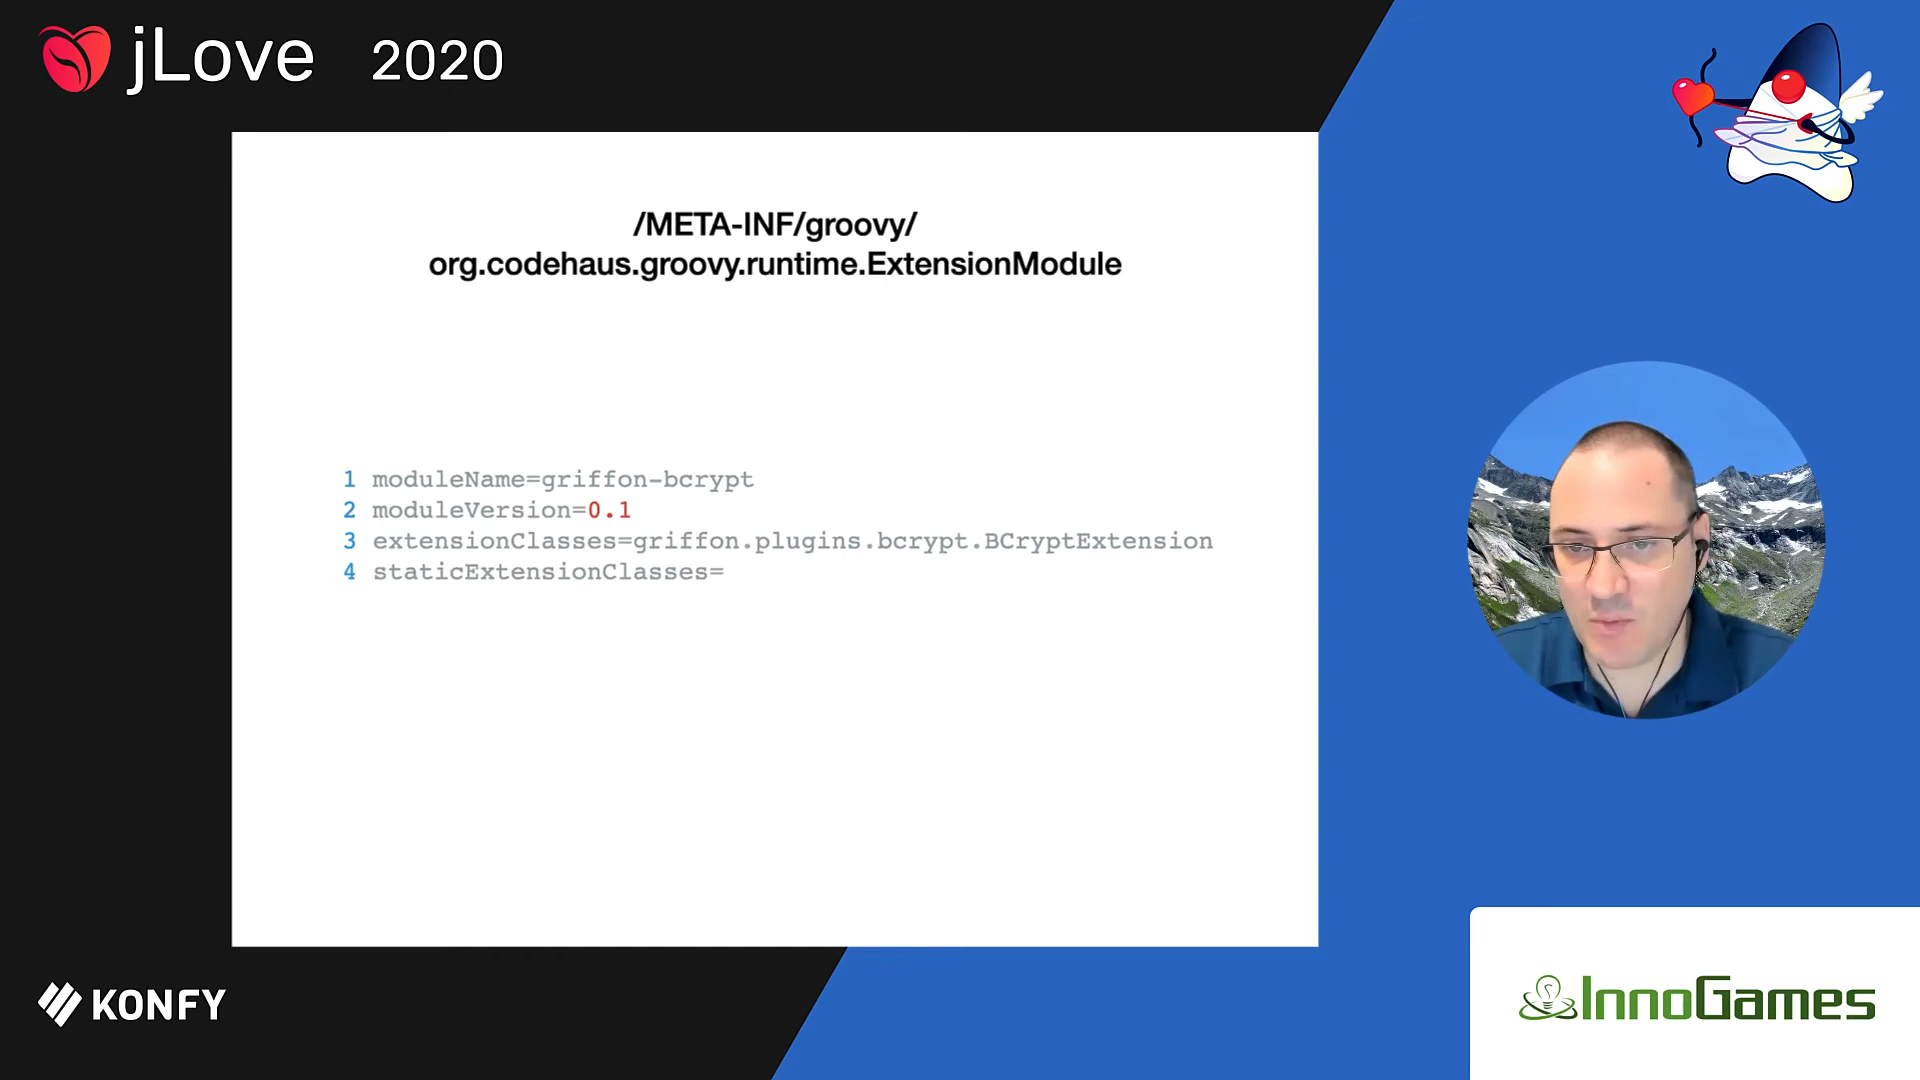 jLove 2020
/META-INF/groovy/
org.codehaus.groovy.runtime.ExtensionModule
1 moduleName=griffon-bcrypt
2 moduleVersion=0.1
3 extensionClasses=griffon.plugins.bcrypt.BCryptExtension
4 staticExtensionClasses=
KONFY
InnoGames